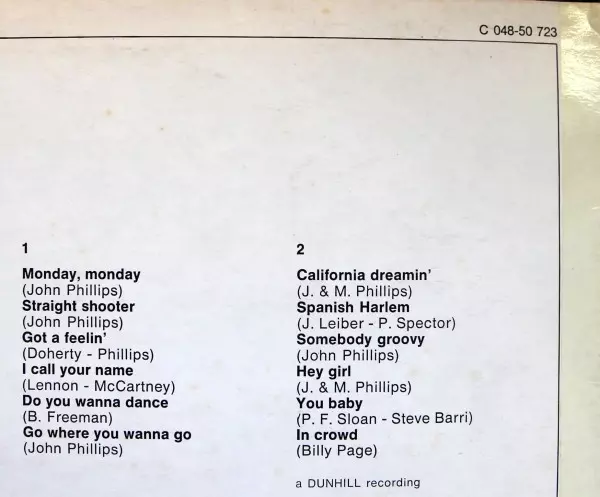 C 048-50 723
1
Monday, monday
(John Phillips)
Straight shooter
(John Phillips)
Got a feelin'
(Doherty - Phillips)
I call your name
(Lennon - McCartney)
Do you wanna dance
(B. Freeman)
Go where you wanna go
(John Phillips)
2
California dreamin'
(J. & M. Phillips)
Spanish Harlem
(J. Leiber - P. Spector)
Somebody groovy
(John Phillips)
Hey girl
(J. & M. Phillips)
You baby
(P. F. Sloan - Steve Barri)
In crowd
(Billy Page)
a DUNHILL recording